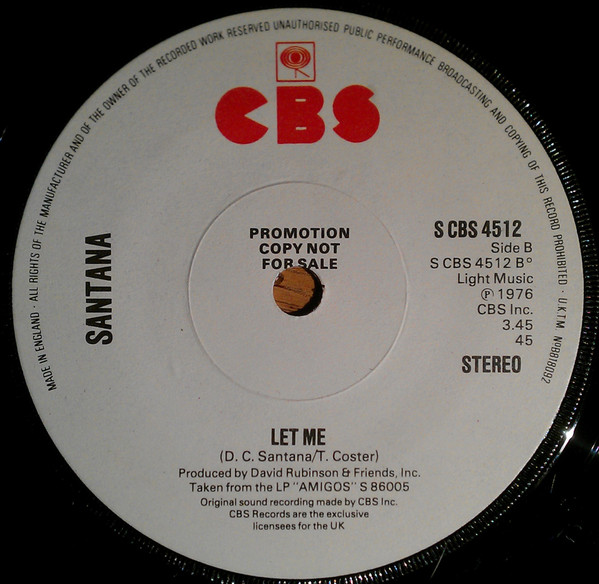 MADE IN ENGLAND · ALL RIGHTS OF THE MANUFACTURER AND OF THE OWNER OF THE RECORDED WORK RESERVED UNAUTHORISED PUBLIC PERFORMANCE BROADCASTING AND COPYING OF THIS RECORD PROHIBITED · U.K.T.M No 8818092
CBS
SANTANA
PROMOTION
COPY NOT
FOR SALE
S CBS 4512
Side B
S CBS 4512 Bº
Light Music
Ⓟ 1976
CBS Inc.
3.45
45
STEREO
LET ME
(D. C. Santana/T. Coster)
Produced by David Rubinson & Friends, Inc.
Taken from the LP "AMIGOS" S 86005
Original sound recording made by CBS Inc.
CBS Records are the exclusive
licensees for the UK